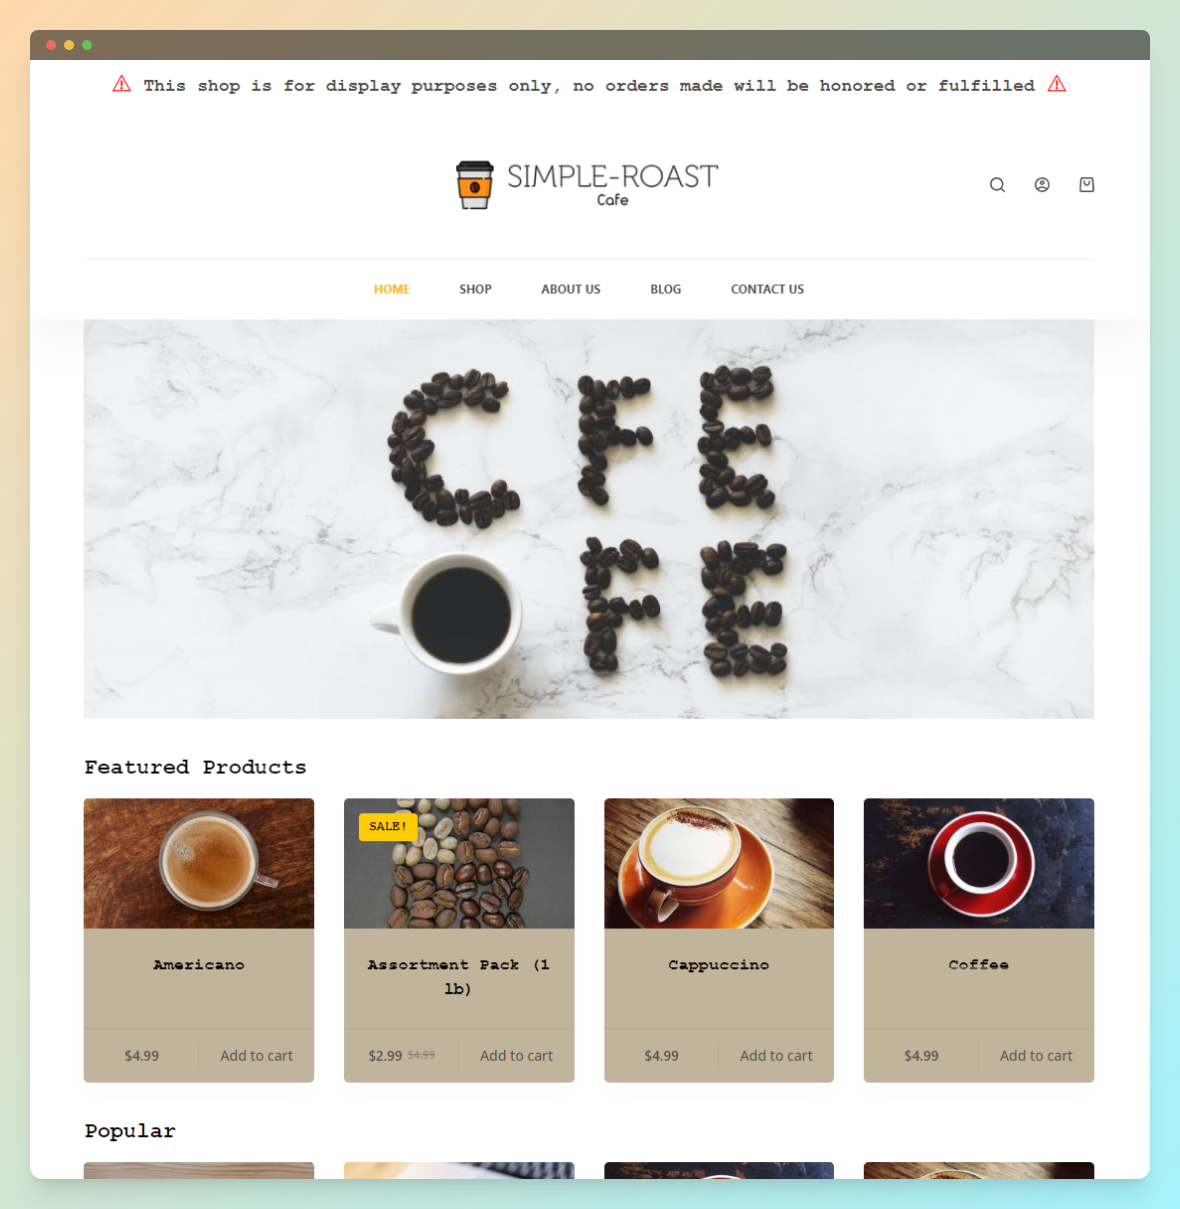 This shop is for display purposes only, no orders made will be honored or fulfilled
SIMPLE-ROAST
Cafe
HOME SHOP ABOUT US BLOG CONTACT US
C F E
F E
Featured Products
SALE!
Americano
Assortment Pack (1
lb)
Cappuccino
Coffee
$4.99 Add to cart
$2.99 $4.99 Add to cart
$4.99 Add to cart
$4.99 Add to cart
Popular